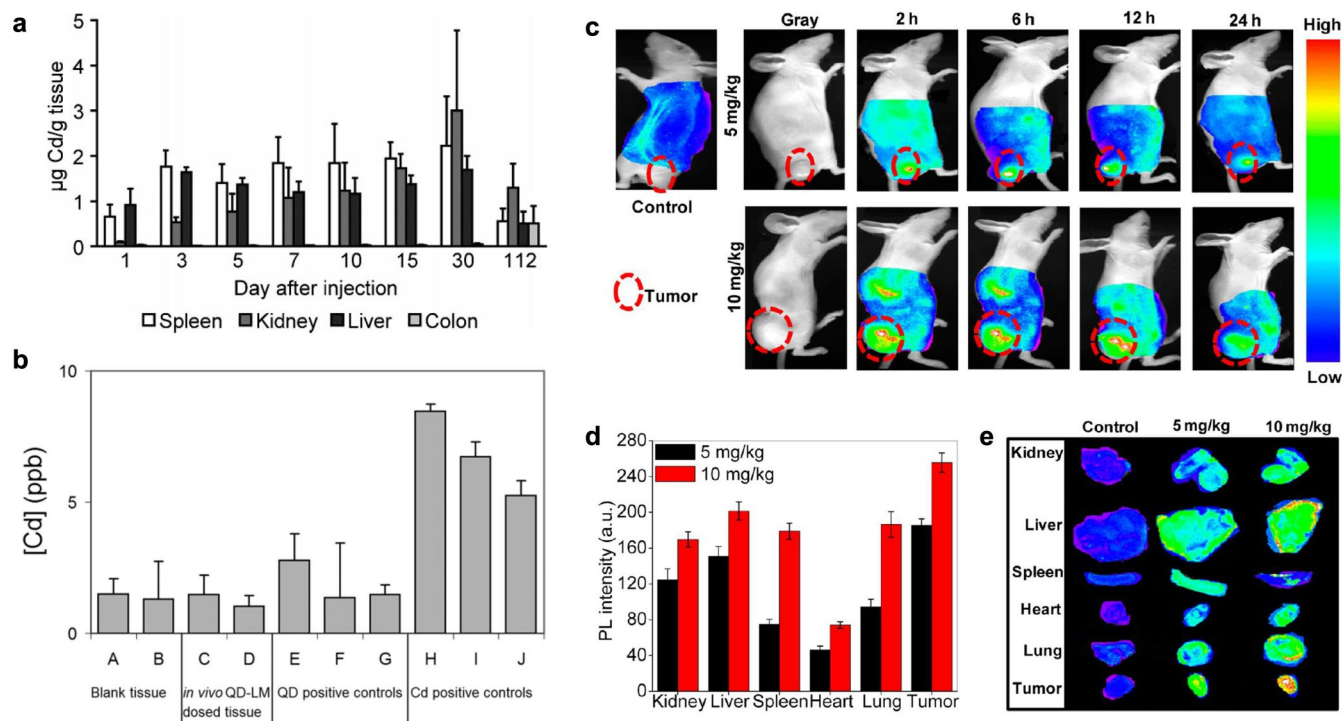 a
µg Cd/g tissue
5
4
3
2
1
0
1 3 5 7 10 15 30 112
Day after injection
Spleen Kidney Liver Colon
b
[Cd] (ppb)
10
5
0
A B C D E F G H I J
Blank tissue
in vivo QD-LM
dosed tissue
QD positive controls
Cd positive controls
c
Gray 2 h 6 h 12 h 24 h
5 mg/kg
Control
Tumor
10 mg/kg
High
Low
d
PL intensity (a.u.)
280
240
200
160
120
80
40
0
5 mg/kg
10 mg/kg
Kidney Liver Spleen Heart Lung Tumor
e
Control 5 mg/kg 10 mg/kg
Kidney
Liver
Spleen
Heart
Lung
Tumor